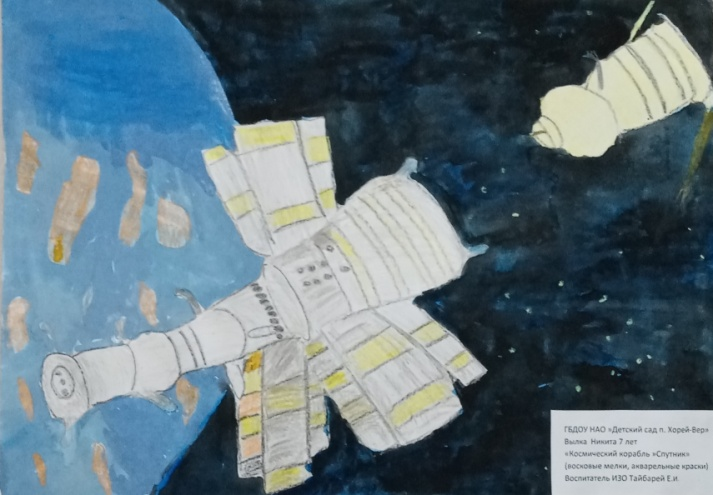 ГБДОУ НАО «Детский сад п. Хорей-Вер»
Вылка Никита 7 лет
«Космический корабль »Спутник»
(восковые мелки, акварельные краски)
Воспитатель ИЗО Тайбарей Е.И